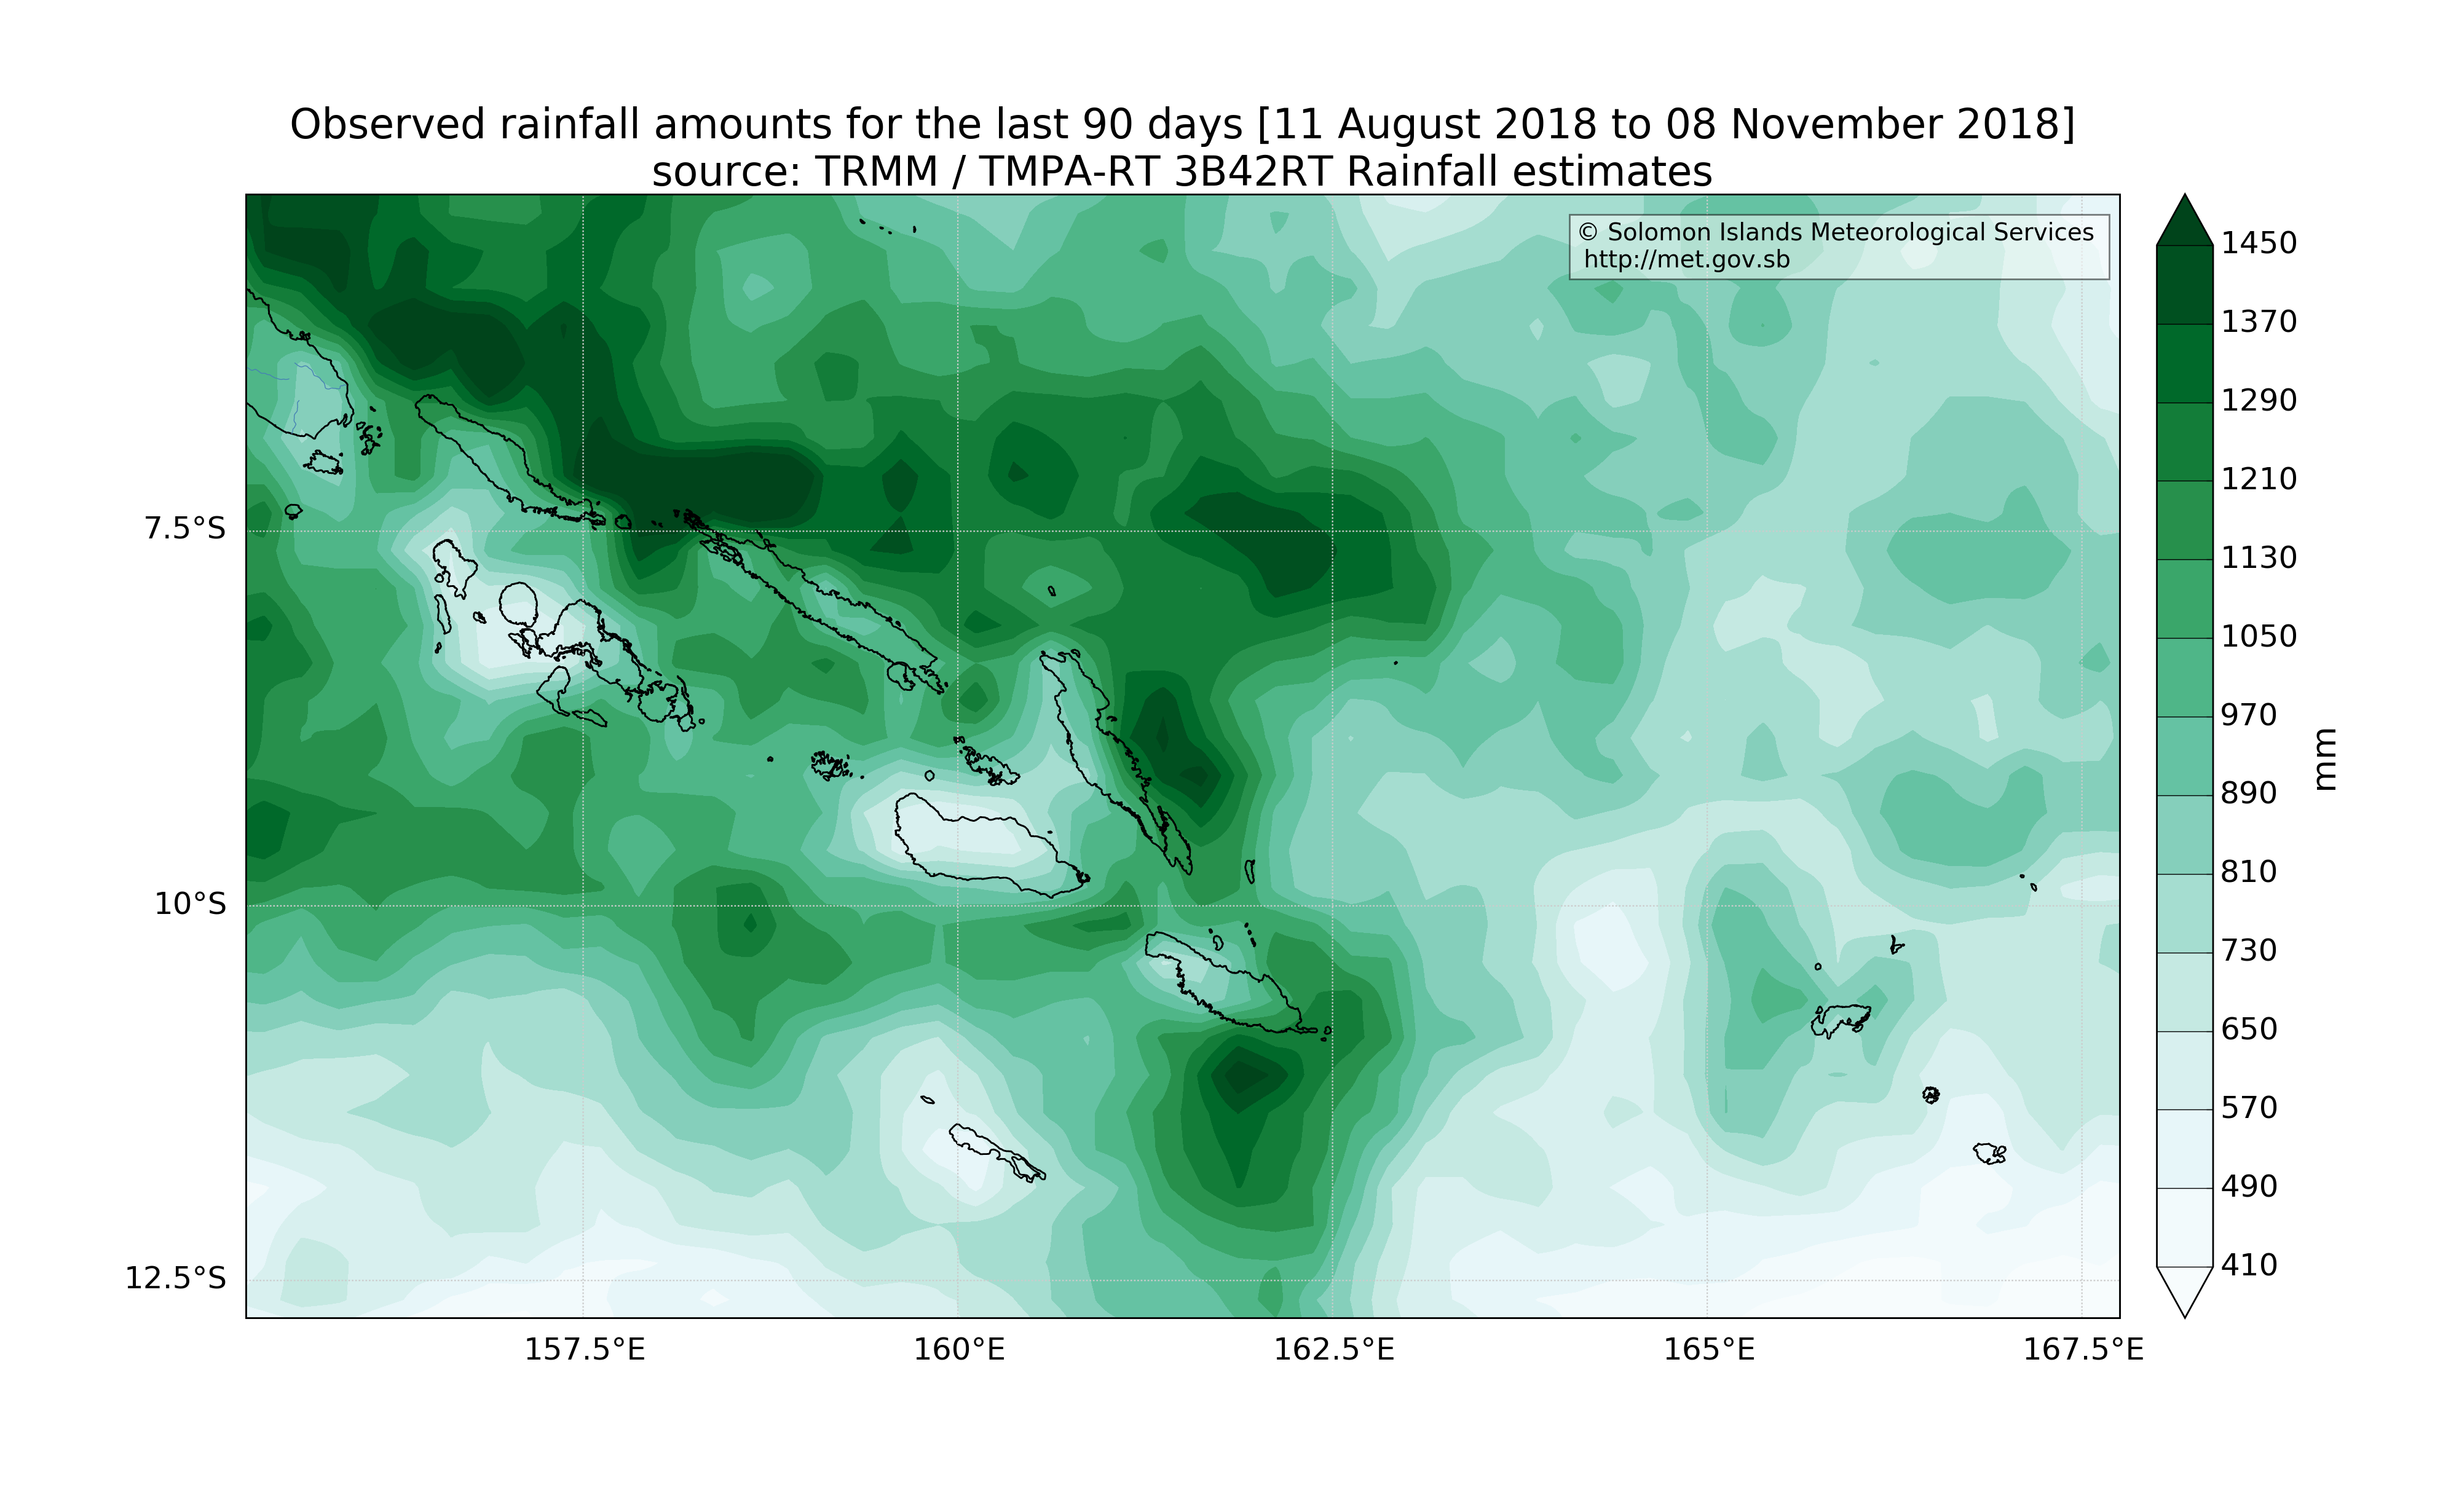 Observed rainfall amounts for the last 90 days [11 August 2018 to 08 November 2018]
source: TRMM / TMPA-RT 3B42RT Rainfall estimates
© Solomon Islands Meteorological Services
http://met.gov.sb
7.5°S
10°S
12.5°S
157.5°E
160°E
162.5°E
165°E
167.5°E
1450
1370
1290
1210
1130
1050
970
890
810
730
650
570
490
410
mm